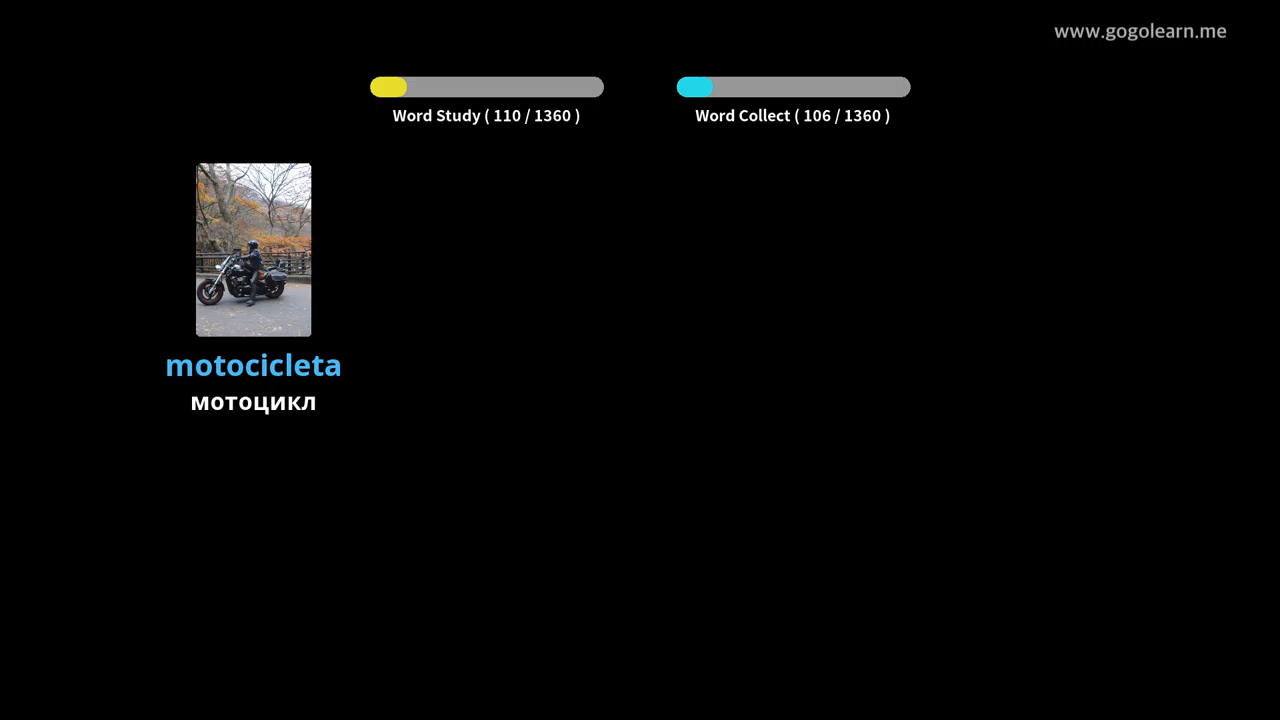 www.gogolearn.me
Word Study ( 110 / 1360 )
Word Collect ( 106 / 1360 )
motocicleta
мотоцикл